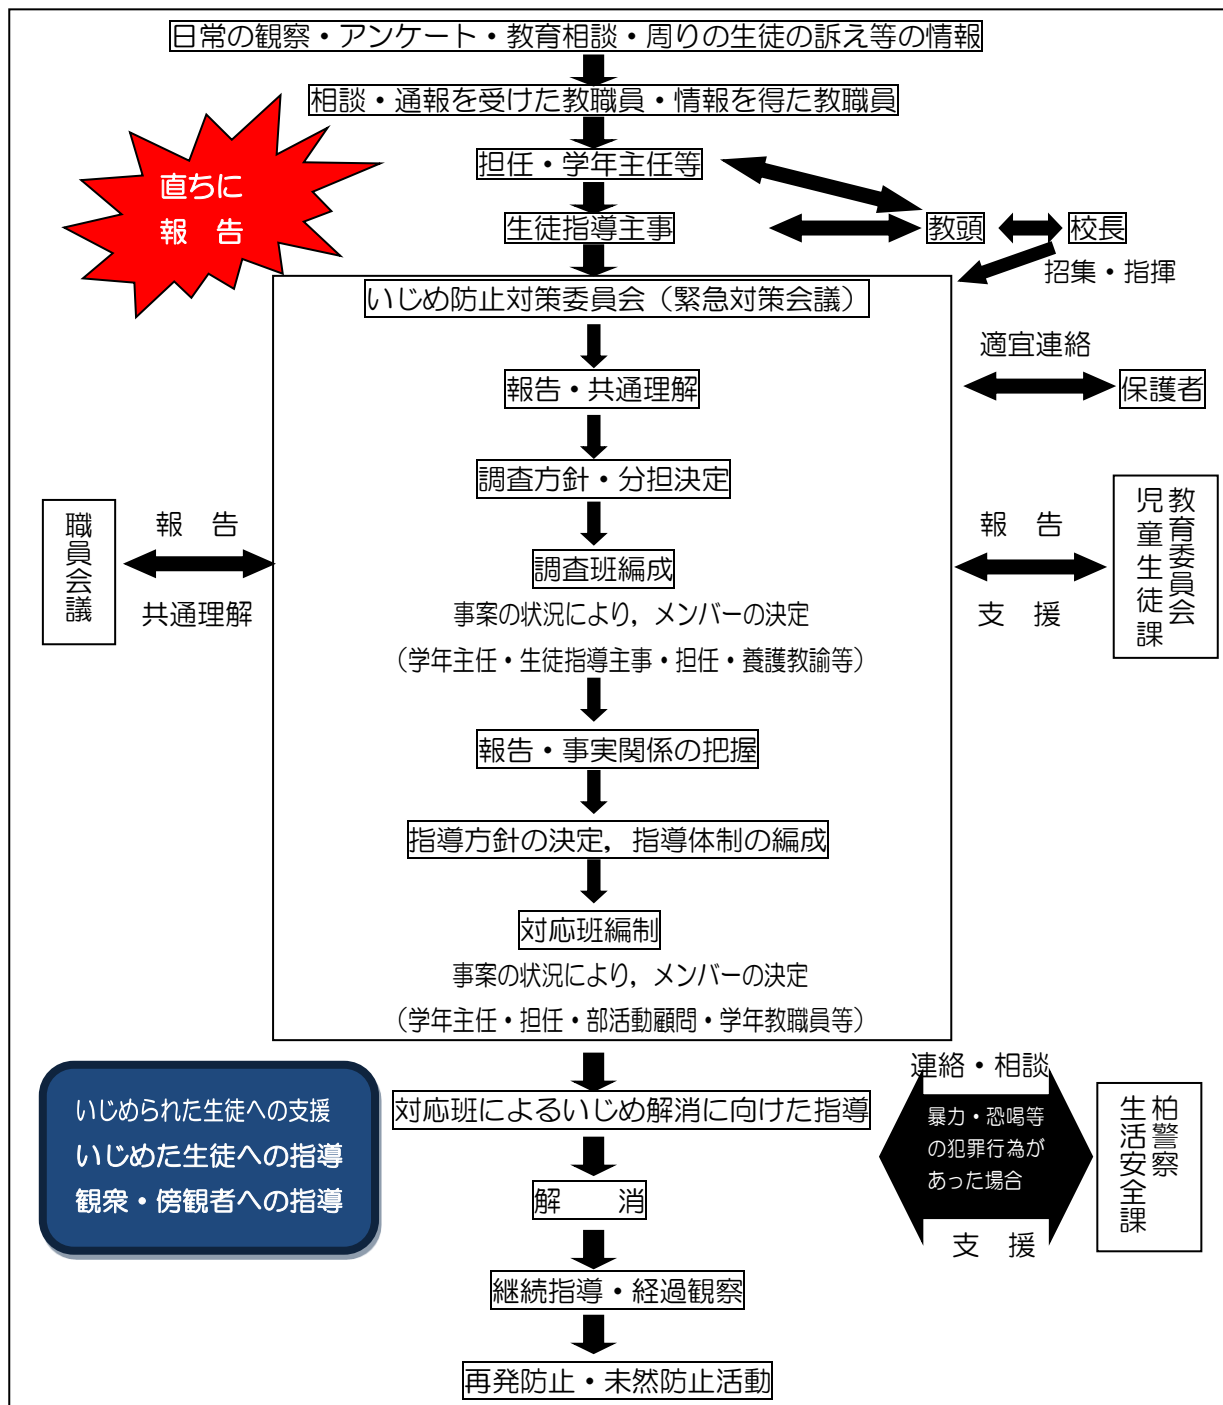 日常の観察・アンケート・教育相談・周りの生徒の訴え等の情報
相談・通報を受けた教職員・情報を得た教職員
担任・学年主任等
直ちに
報　告
生徒指導主事
教頭
校長
招集・指揮
いじめ防止対策委員会（緊急対策会議）
適宜連絡
報告・共通理解
保護者
調査方針・分担決定
職員会議
報　告
共通理解
調査班編成
事案の状況により，メンバーの決定
（学年主任・生徒指導主事・担任・養護教諭等）
報　告
支　援
教育委員会
児童生徒課
報告・事実関係の把握
指導方針の決定，指導体制の編成
対応班編制
事案の状況により，メンバーの決定
（学年主任・担任・部活動顧問・学年教職員等）
いじめられた生徒への支援
いじめた生徒への指導
観衆・傍観者への指導
対応班によるいじめ解消に向けた指導
連絡・相談
暴力・恐喝等
の犯罪行為が
あった場合
支　援
柏警察
生活安全課
解　　消
継続指導・経過観察
再発防止・未然防止活動